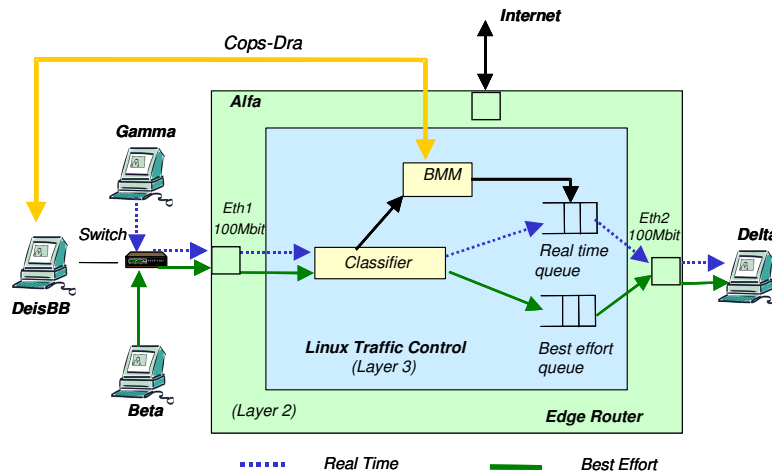 Internet
Cops-Dra
Alfa
Gamma
BMM
Eth1
100Mbit
Eth2
100Mbit
Switch
Delta
Classifier
Real time
queue
DeisBB
Linux Traffic Control
(Layer 3)
Best effort
queue
Beta
(Layer 2)
Edge Router
Real Time
Best Effort